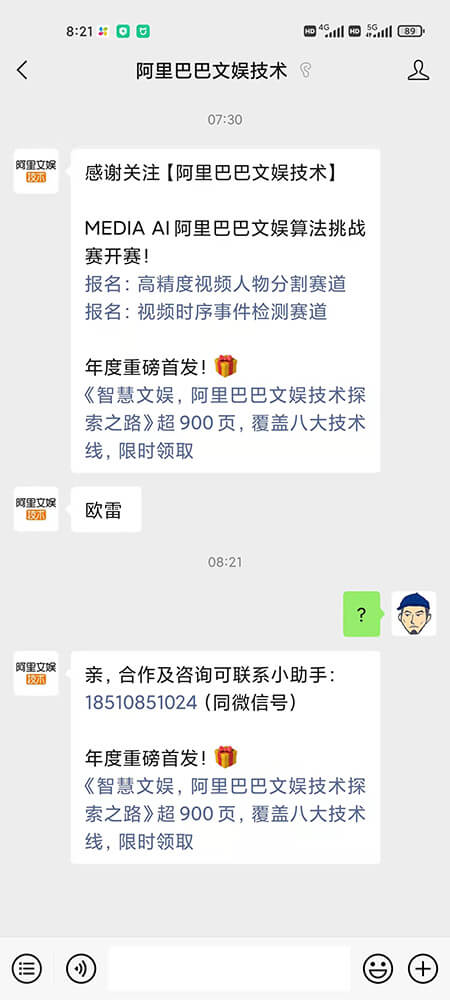 8:21
HD 4G HD 5G 89
阿里巴巴文娱技术
07:30
阿里文娱
技术
感谢关注【阿里巴巴文娱技术】
MEDIA AI 阿里巴巴文娱算法挑战
赛开赛！
报名：高精度视频人物分割赛道
报名：视频时序事件检测赛道
年度重磅首发！
《智慧文娱，阿里巴巴文娱技术探
索之路》超 900 页，覆盖八大技术
线，限时领取
阿里文娱
技术
欧雷
08:21
?
阿里文娱
技术
亲，合作及咨询可联系小助手：
18510851024（同微信号）
年度重磅首发！
《智慧文娱，阿里巴巴文娱技术探
索之路》超 900 页，覆盖八大技术
线，限时领取